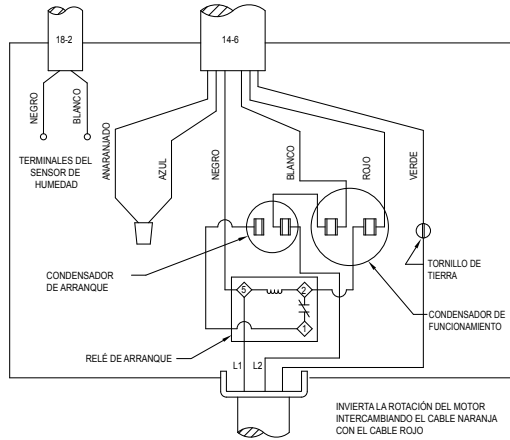 18-2
14-6
NEGRO
BLANCO
ANARANJADO
AZUL
NEGRO
BLANCO
ROJO
VERDE
TERMINALES DEL
SENSOR DE
HUMEDAD
CONDENSADOR
DE ARRANQUE
TORNILLO DE
TIERRA
CONDENSADOR DE
FUNCIONAMIENTO
5
2
1
RELÉ DE ARRANQUE
L1
L2
INVIERTA LA ROTACIÓN DEL MOTOR
INTERCAMBIANDO EL CABLE NARANJA
CON EL CABLE ROJO